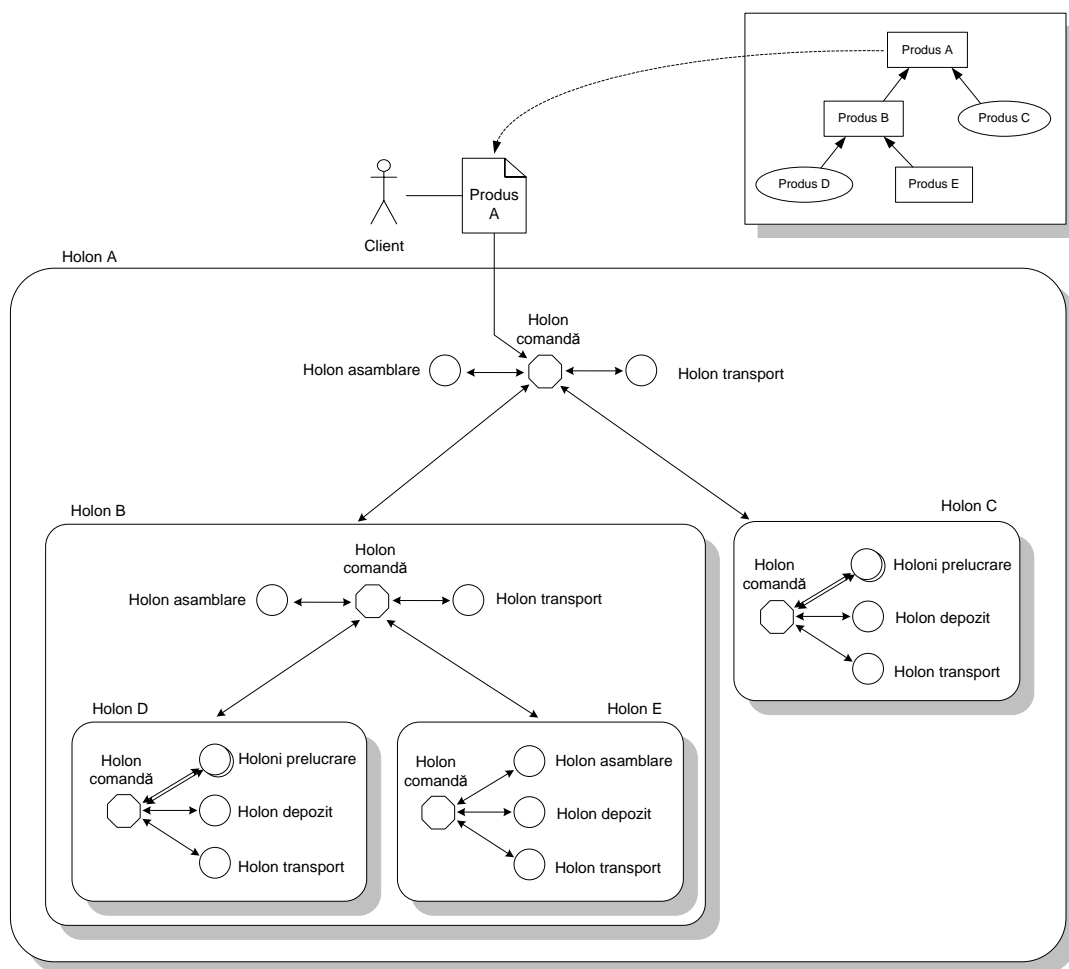 Produs A
Produs B
Produs C
Produs D
Produs E
Produs
A
Client
Holon A
Holon
comandă
Holon asamblare
Holon transport
Holon B
Holon
comandă
Holon asamblare
Holon transport
Holon C
Holon
comandă
Holoni prelucrare
Holon depozit
Holon transport
Holon D
Holon
comandă
Holoni prelucrare
Holon depozit
Holon transport
Holon E
Holon
comandă
Holon asamblare
Holon depozit
Holon transport